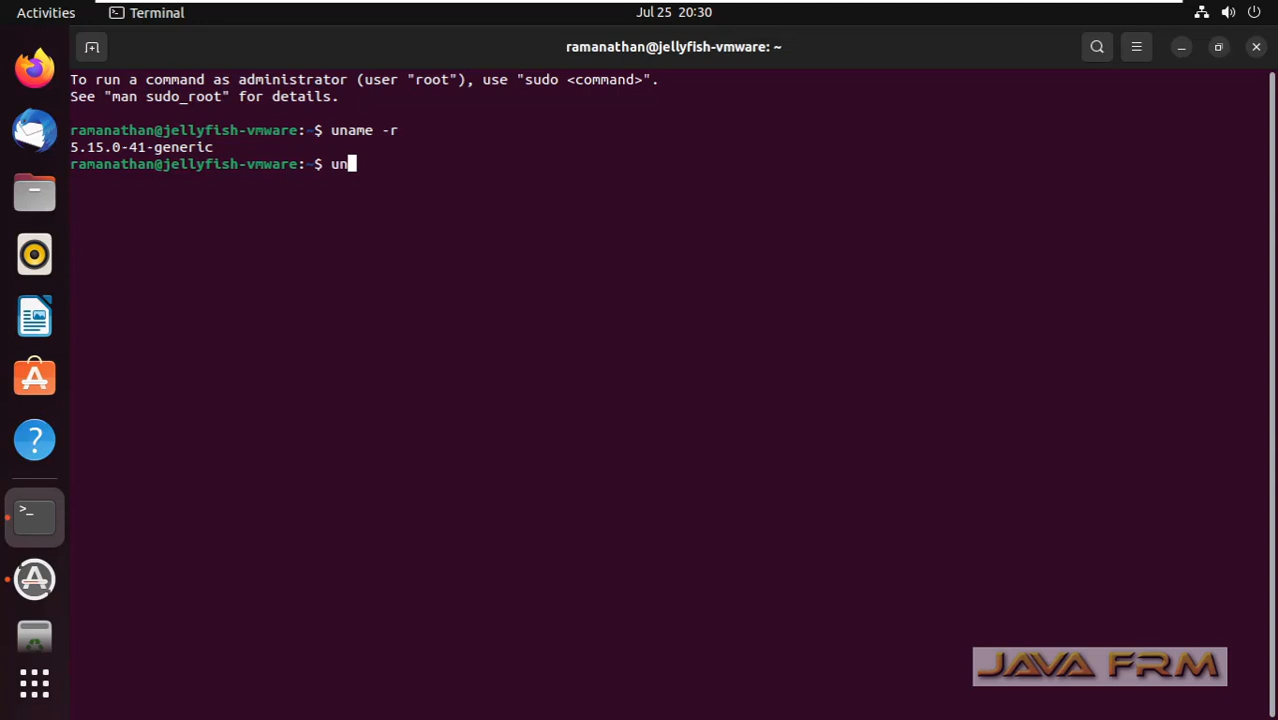 Activities Terminal Jul 25 20:30
ramanathan@jellyfish-vmware: ~
To run a command as administrator (user "root"), use "sudo <command>".
See "man sudo_root" for details.
ramanathan@jellyfish-vmware:~$ uname -r
5.15.0-41-generic
ramanathan@jellyfish-vmware:~$ un
JAVA FRM